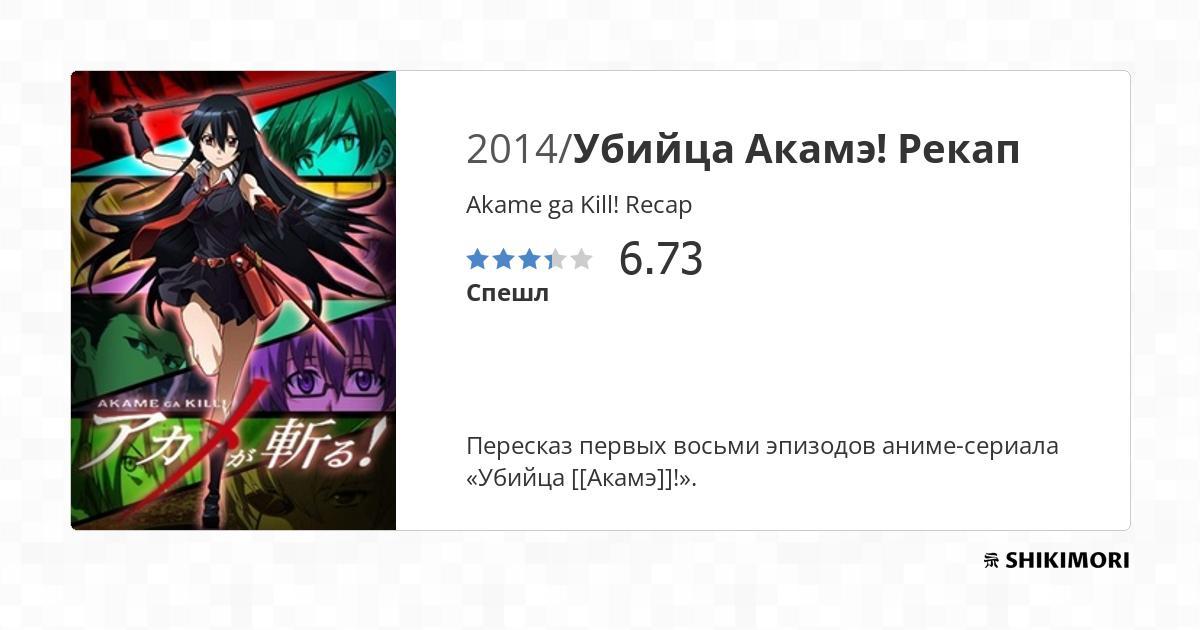 2014/Убийца Акамэ! Рекап
Akame ga Kill! Recap
6.73
Спешл
AKAME GA KILL!
アカメが斬る!
Пересказ первых восьми эпизодов аниме-сериала
«Убийца [[Акамэ]]!».
SHIKIMORI